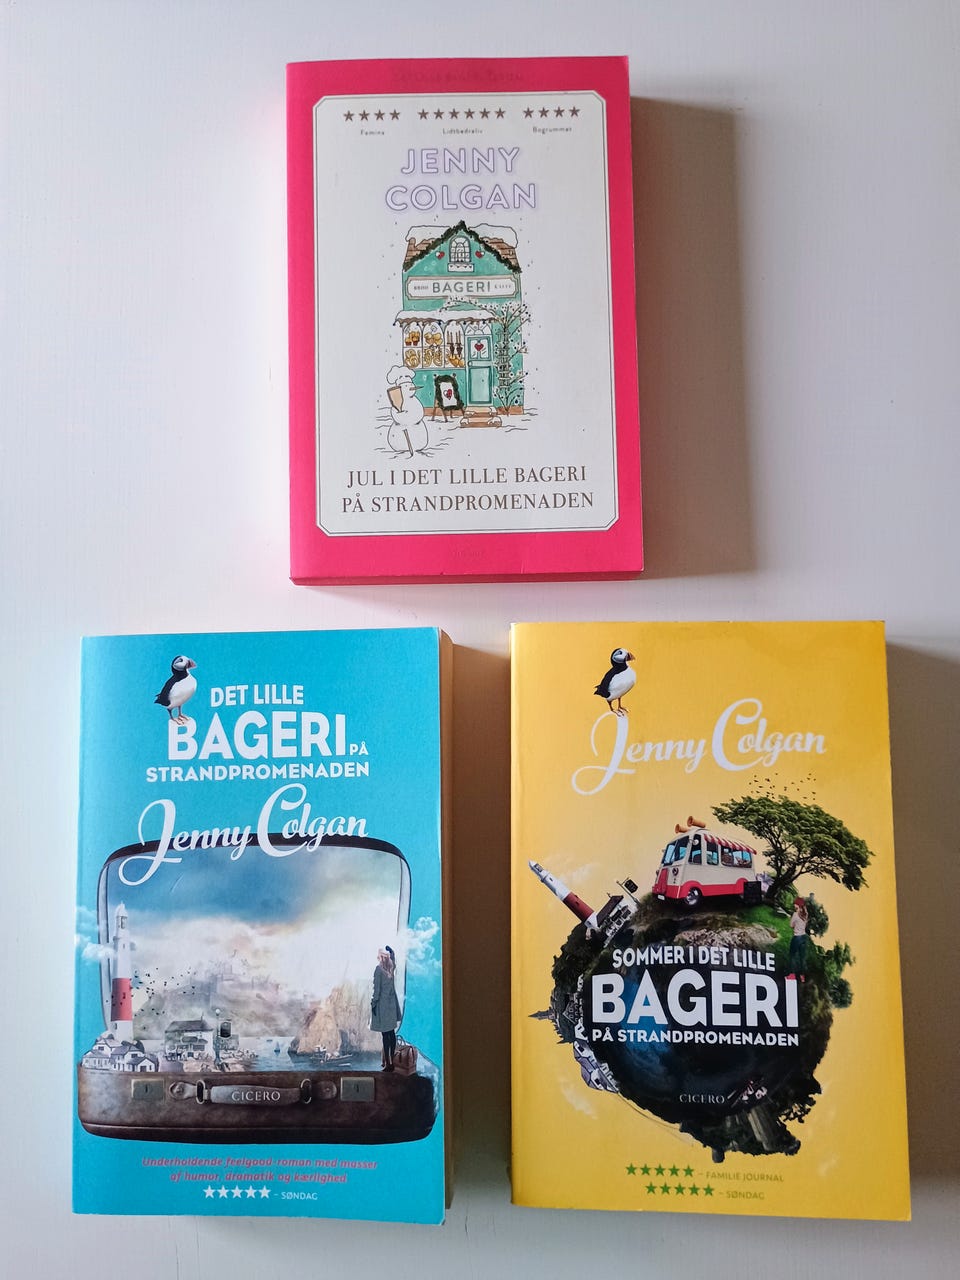 ★★★★ ★★★★★★ ★★★★
Femina Lidtbedreliv Bogrummet
JENNY
COLGAN
BAGERI
JUL I DET LILLE BAGERI
PÅ STRANDPROMENADEN
DET LILLE
BAGERI PÅ
STRANDPROMENADEN
Jenny Colgan
CICERO
Underholdende feelgood-roman med masser
af humor, dramatik og kærlighed
★★★★★ – SØNDAG
Jenny Colgan
SOMMER I DET LILLE
BAGERI
PÅ STRANDPROMENADEN
CICERO
★★★★★ – FAMILIE JOURNAL
★★★★★ – SØNDAG